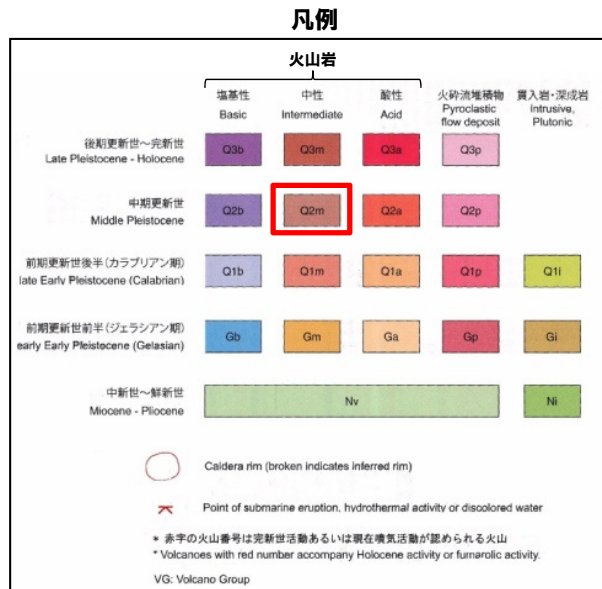 凡例
火山岩
塩基性 中性 酸性 火砕流堆積物 貫入岩・深成岩
Basic Intermediate Acid Pyroclastic flow deposit intrusive, Plutonic
後期更新世～完新世
Late Pleistocene - Holocene
Q3b Q3m Q3a Q3p
中期更新世
Middle Pleistocene
Q2b Q2m Q2a Q2p
前期更新世後半(カラブリアン期)
late Early Pleistocene (Calabrian)
Q1b Q1m Q1a Q1p Q1i
前期更新世前半(ジェラシアン期)
early Early Pleistocene (Gelasian)
Gb Gm Ga Gp Gi
中新世～鮮新世
Miocene - Pliocene
Nv Ni
Caldera rim (broken indicates inferred rim)
Point of submarine eruption, hydrothermal activity or discolored water
* 赤字の火山番号は完新世活動あるいは現在噴気活動が認められる火山
* Volcanoes with red number accompany Holocene activity or fumarolic activity.
VG: Volcano Group